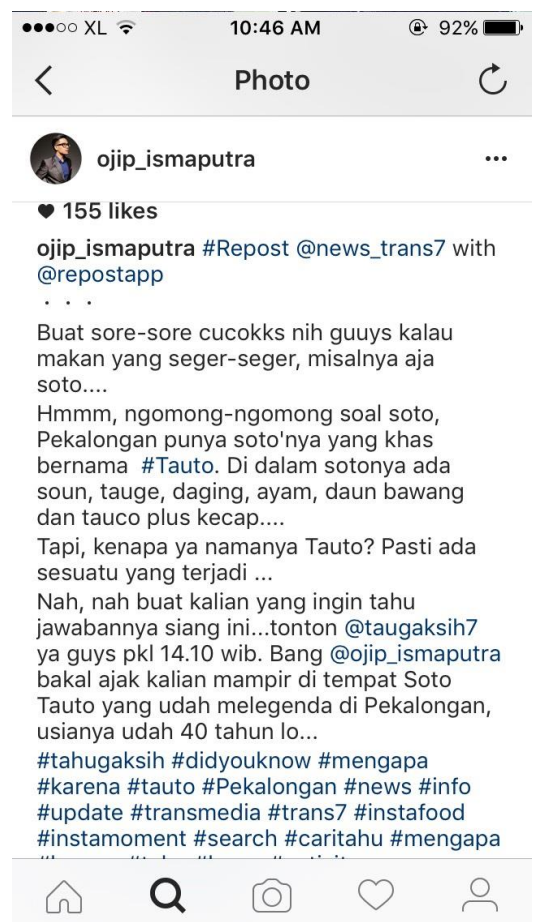 XL 10:46 AM 92%
Photo
ojip_ismaputra
155 likes
ojip_ismaputra #Repost @news_trans7 with
@repostapp
. . .
Buat sore-sore cucokks nih guuys kalau
makan yang seger-seger, misalnya aja
soto....
Hmmm, ngomong-ngomong soal soto,
Pekalongan punya soto'nya yang khas
bernama #Tauto. Di dalam sotonya ada
soun, tauge, daging, ayam, daun bawang
dan tauco plus kecap....
Tapi, kenapa ya namanya Tauto? Pasti ada
sesuatu yang terjadi ...
Nah, nah buat kalian yang ingin tahu
jawabannya siang ini...tonton @taugaksih7
ya guys pkl 14.10 wib. Bang @ojip_ismaputra
bakal ajak kalian mampir di tempat Soto
Tauto yang udah melegenda di Pekalongan,
usianya udah 40 tahun lo...
#tahugaksih #didyouknow #mengapa
#karena #tauto #Pekalongan #news #info
#update #transmedia #trans7 #instafood
#instamoment #search #caritahu #mengapa